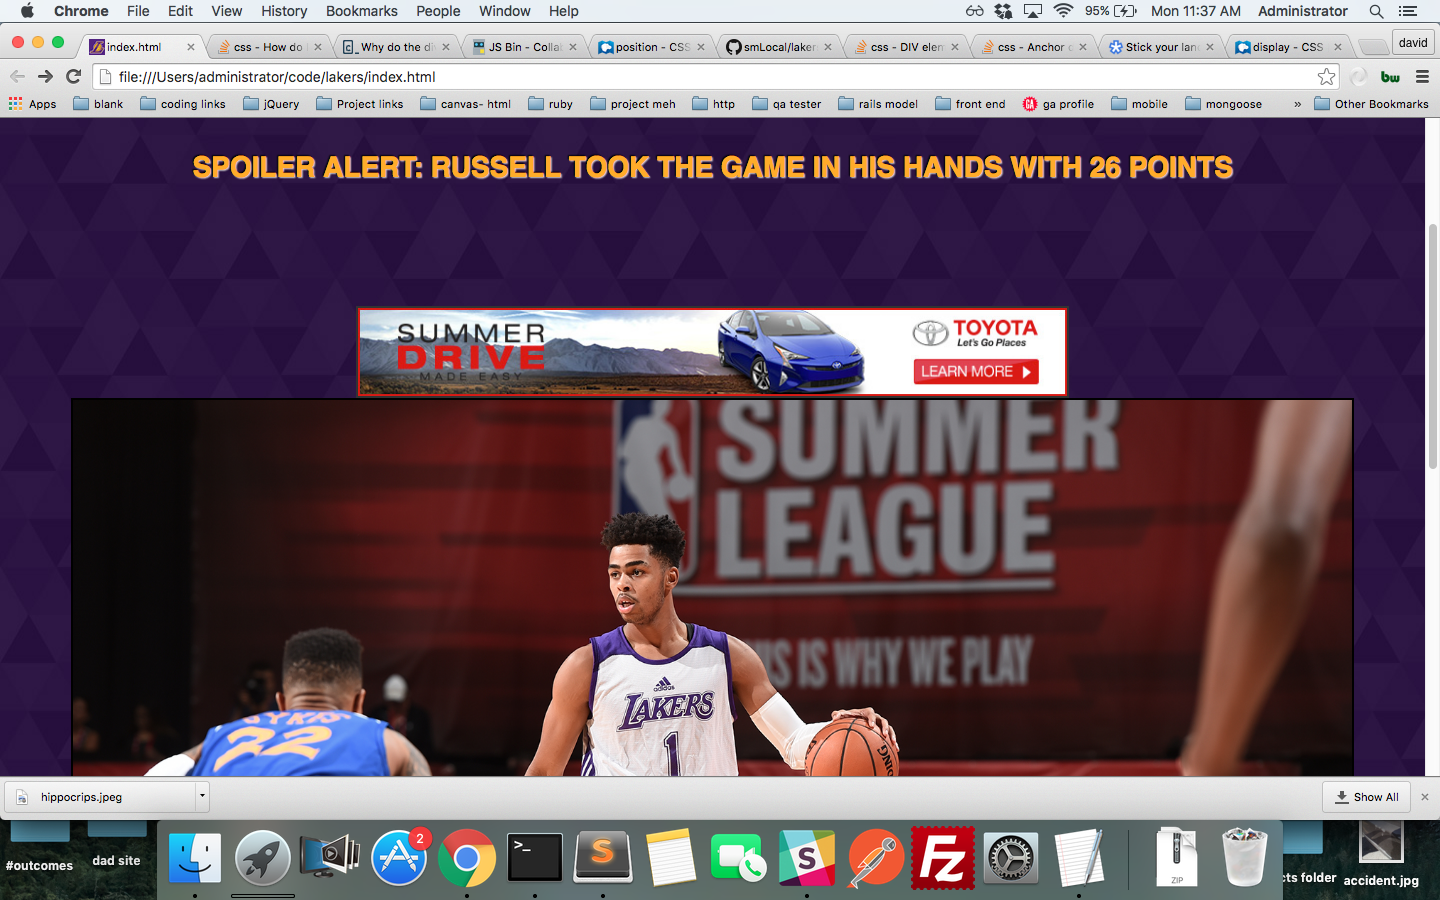 Chrome File Edit View History Bookmarks People Window Help 95% Mon 11:37 AM Administrator
index.html css - How do Why do the di JS Bin - Colla position - CSS smLocal/laker css - DIV elem css - Anchor Stick your lan display - CSS david
file:///Users/administrator/code/lakers/index.html bw
Apps blank coding links jQuery Project links canvas- html ruby project meh http qa tester rails model front end GA ga profile mobile mongoose » Other Bookmarks
SPOILER ALERT: RUSSELL TOOK THE GAME IN HIS HANDS WITH 26 POINTS
SUMMER
DRIVE
MADE EASY
TOYOTA
Let's Go Places
LEARN MORE
SUMMER
LEAGUE
IS IS WHY WE PLAY
adidas
LAKERS
1
22
hippocrips.jpeg Show All
2
>_
S
S
Fz
ZIP
#outcomes dad site cts folder accident.jpg